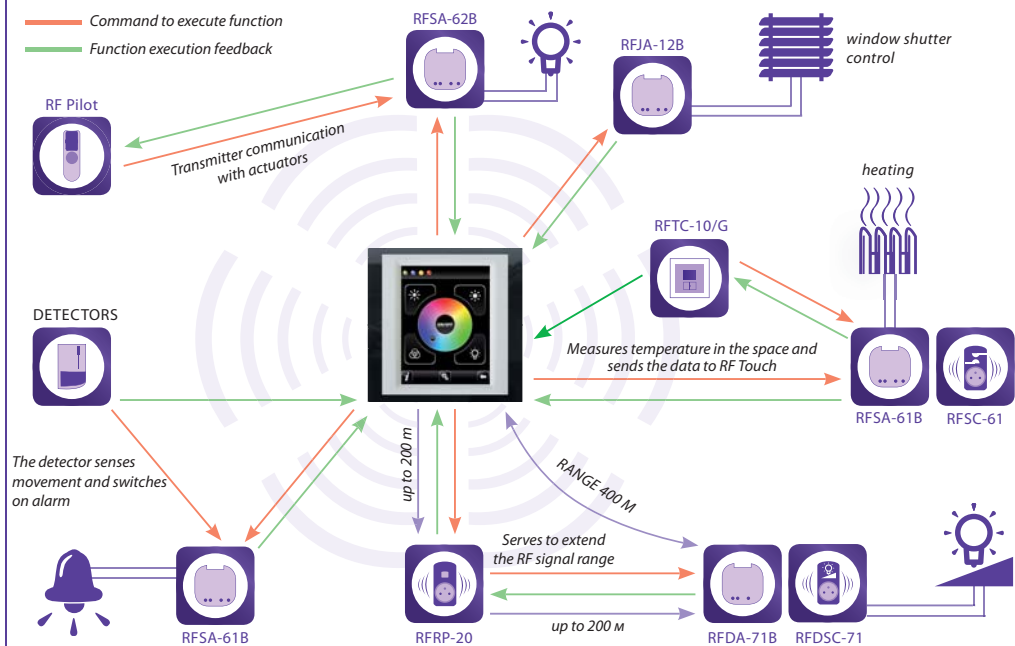 Command to execute function
Function execution feedback
RFSA-62B
RFJA-12B
window shutter
control
RF Pilot
Transmitter communication
with actuators
heating
RFTC-10/G
DETECTORS
Measures temperature in the space and
sends the data to RF Touch
RFSA-61B
RFSC-61
up to 200 m
RANGE 400 M
The detector senses
movement and switches
on alarm
Serves to extend
the RF signal range
up to 200 м
RFSA-61B
RFRP-20
RFDA-71B
RFDSC-71